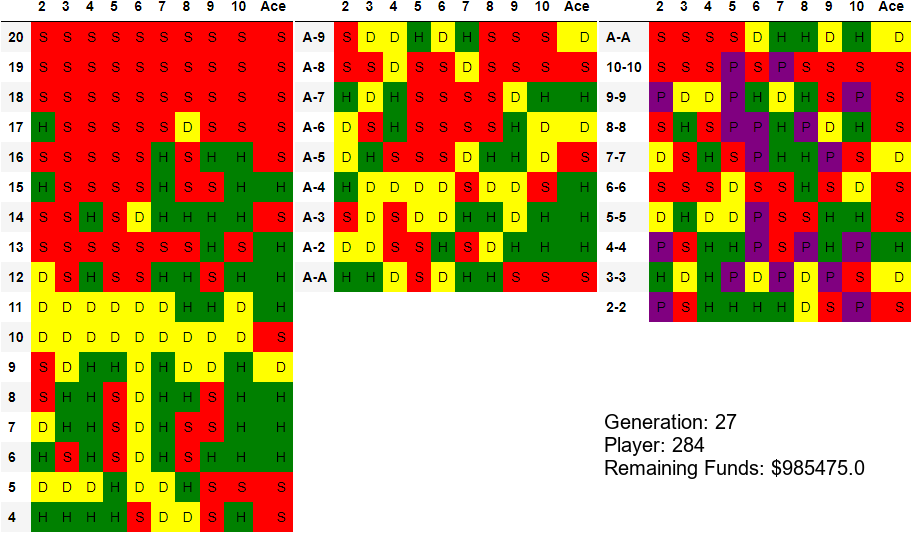 2 3 4 5 6 7 8 9 10 Ace
20 S S S S S S S S S S
19 S S S S S S S S S S
18 S S S S S S S S S S
17 H S S S S S D S S S
16 S S S S S H S H H S
15 H S S S S H S S H H
14 S S H S D H H H H S
13 S S S S S S S H S H
12 D S H S S H H S H H
11 D D D D D D H H D H
10 D D D D D D D D D S
9 S D H H D H D D H D
8 S H H S D H H S H H
7 D H H S D H S S H H
6 H S H S D H S H H H
5 D D D H D D H S S S
4 H H H H S D D S H S
2 3 4 5 6 7 8 9 10 Ace
A-9 S D D H D H S S S D
A-8 S S D S S D S S S S
A-7 H D H S S S S D H H
A-6 D S H S S S S H D D
A-5 D H S S S D H H D S
A-4 H D D D D S D D S H
A-3 S D S D D H H D H H
A-2 D D S S H S D H H H
A-A H H D S D H H S S S
2 3 4 5 6 7 8 9 10 Ace
A-A S S S S D H H D H D
10-10 S S S P S P S S S S
9-9 P D D P H D H S P S
8-8 S H S P P H P D H S
7-7 D S H S P H H P S D
6-6 S S S D S S H S D S
5-5 D H D D P S S H H S
4-4 P S H H P S P H P H
3-3 H D H P D P D P S D
2-2 P S H H H H D S P S
Generation: 27
Player: 284
Remaining Funds: $985475.0